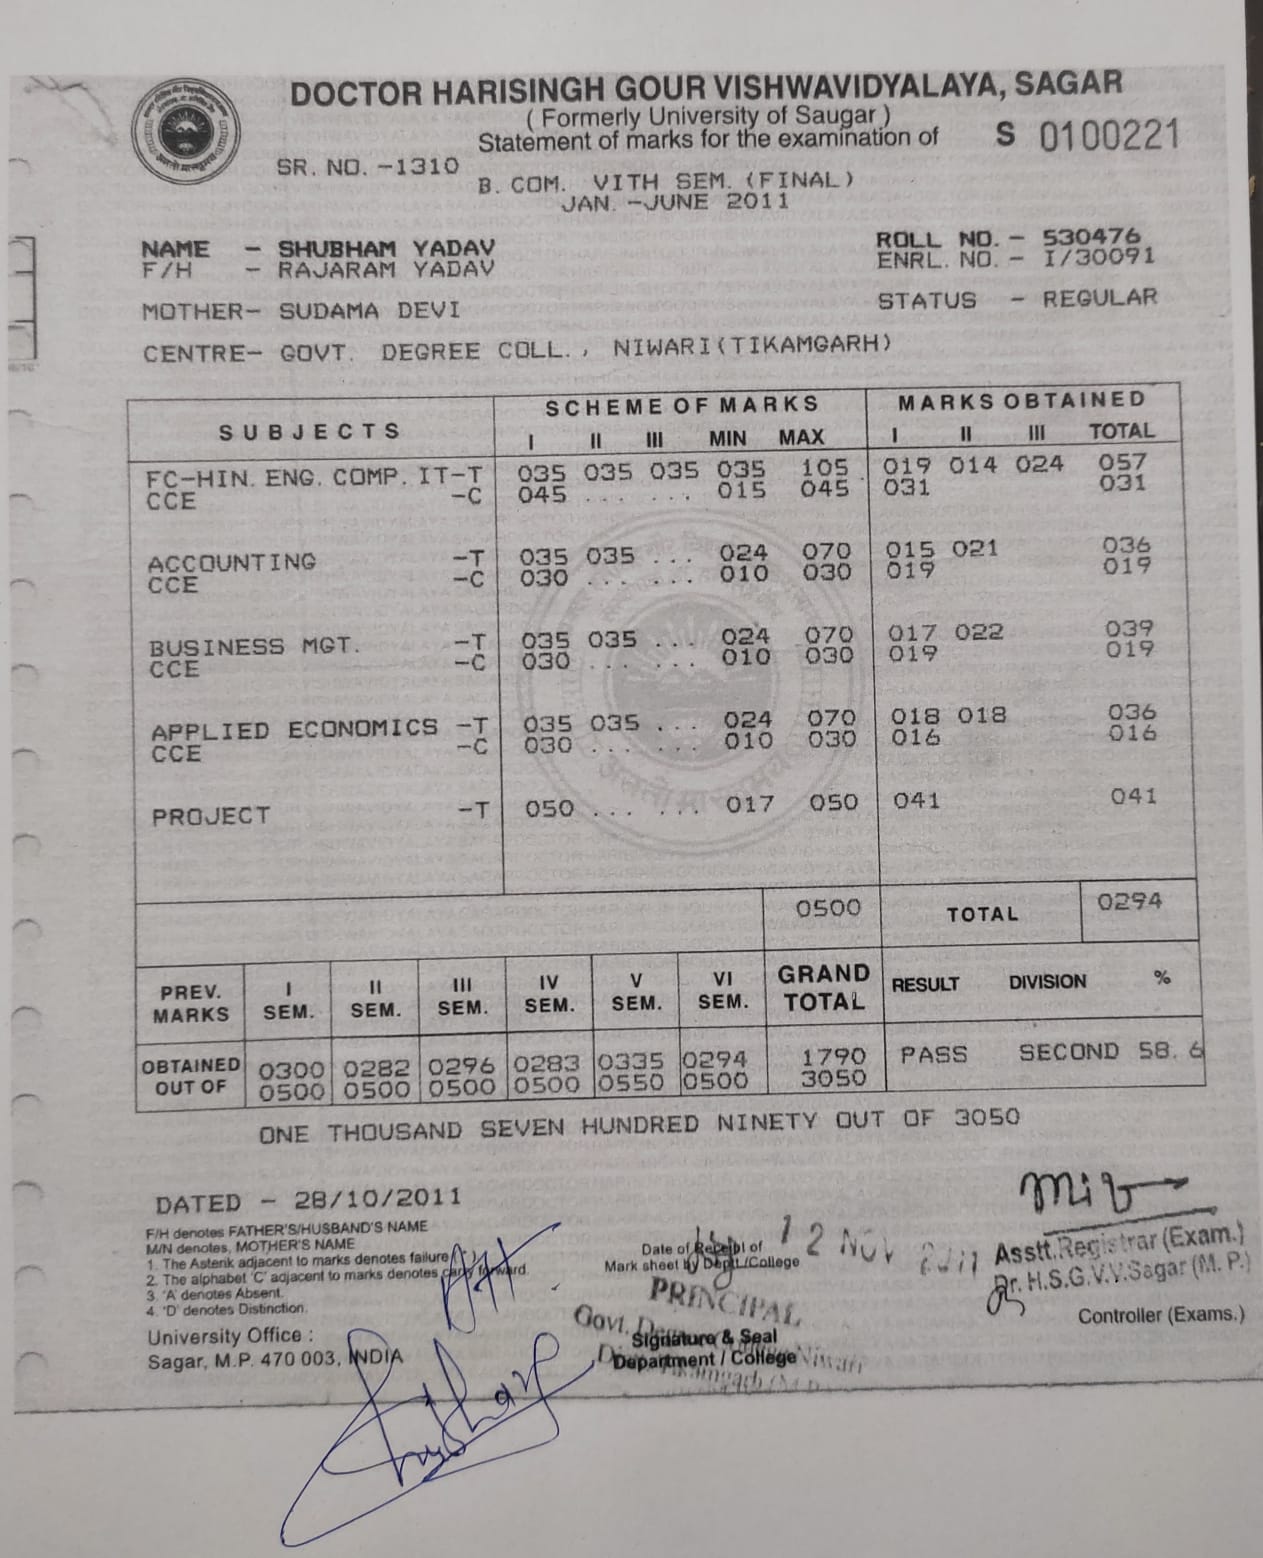 DOCTOR HARISINGH GOUR VISHWAVIDYALAYA, SAGAR
( Formerly University of Saugar )
Statement of marks for the examination of
S 0100221
SR. NO. -1310
B. COM. VITH SEM. (FINAL)
JAN. -JUNE 2011
NAME - SHUBHAM YADAV ROLL NO. - 530476
F/H - RAJARAM YADAV ENRL. NO. - I/30091
MOTHER- SUDAMA DEVI STATUS - REGULAR
CENTRE- GOVT. DEGREE COLL., NIWARI(TIKAMGARH)
SUBJECTS SCHEME OF MARKS MARKS OBTAINED
I II III MIN MAX I II III TOTAL
FC-HIN. ENG. COMP. IT-T 035 035 035 035 105 019 014 024 057
CCE -C 045 ... ... 015 045 031 031
ACCOUNTING -T 035 035 ... 024 070 015 021 036
CCE -C 030 ... ... 010 030 019 019
BUSINESS MGT. -T 035 035 ... 024 070 017 022 039
CCE -C 030 ... ... 010 030 019 019
APPLIED ECONOMICS -T 035 035 ... 024 070 018 018 036
CCE -C 030 ... ... 010 030 016 016
PROJECT -T 050 ... ... 017 050 041 041
0500 TOTAL 0294
PREV. MARKS I SEM. II SEM. III SEM. IV SEM. V SEM. VI SEM. GRAND TOTAL RESULT DIVISION %
OBTAINED 0300 0282 0296 0283 0335 0294 1790 PASS SECOND 58.6
OUT OF 0500 0500 0500 0500 0550 0500 3050
ONE THOUSAND SEVEN HUNDRED NINETY OUT OF 3050
DATED - 28/10/2011
F/H denotes FATHER'S/HUSBAND'S NAME
M/N denotes, MOTHER'S NAME
1. The Asterik adjacent to marks denotes failure (*)
2. The alphabet 'C' adjacent to marks denotes carry forward.
3. 'A' denotes Absent.
4. 'D' denotes Distinction.
University Office :
Sagar, M.P. 470 003, INDIA
Date of Receipt of
Mark sheet by Deptt./College
12 NOV 2011
PRINCIPAL
Govt.
Signature & Seal
Department / College
Niwari
Asstt. Registrar (Exam.)
Dr. H.S.G.V.V. Sagar (M. P.)
Controller (Exams.)